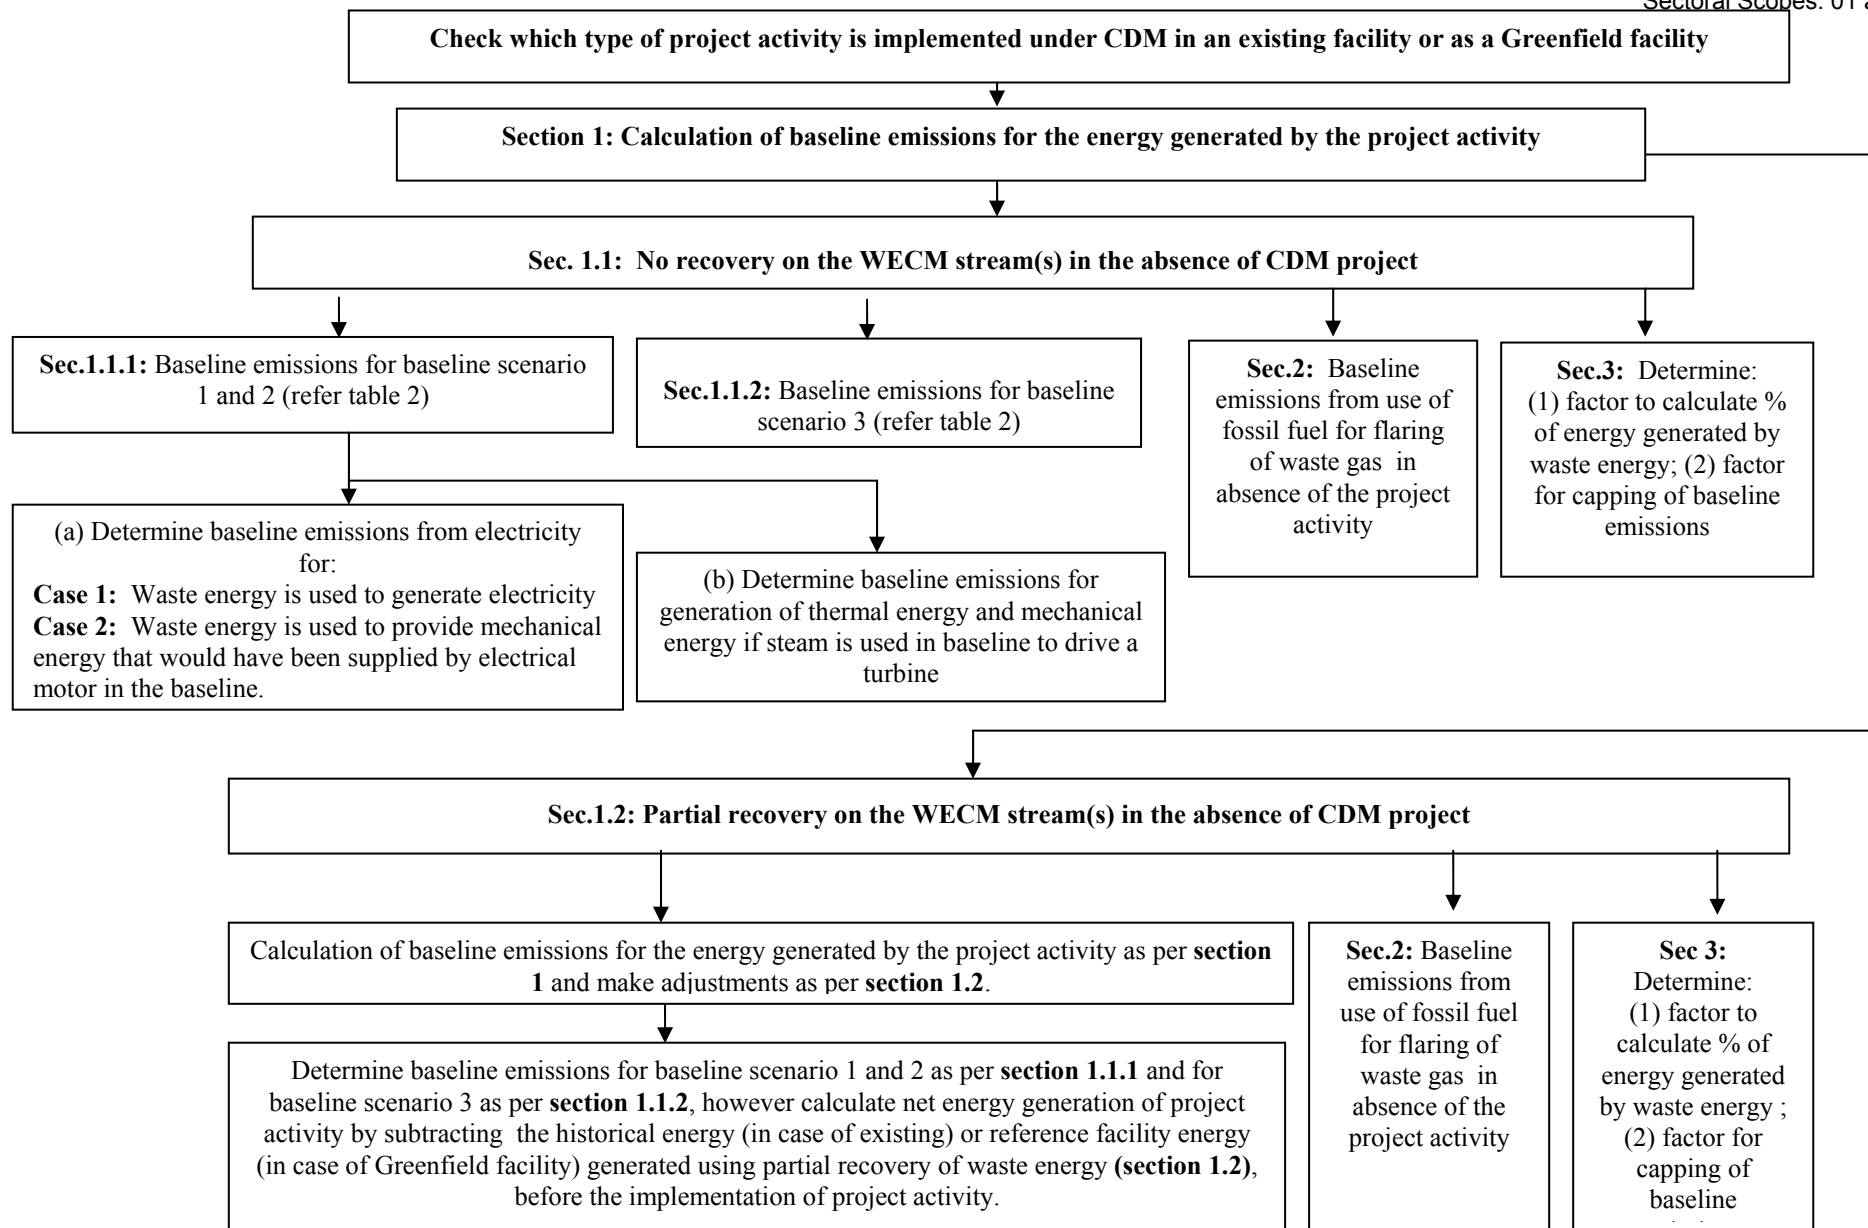 Sectoral Scopes: 01 a
Check which type of project activity is implemented under CDM in an existing facility or as a Greenfield facility
Section 1: Calculation of baseline emissions for the energy generated by the project activity
Sec. 1.1: No recovery on the WECM stream(s) in the absence of CDM project
Sec.1.1.1: Baseline emissions for baseline scenario
1 and 2 (refer table 2)
Sec.1.1.2: Baseline emissions for baseline
scenario 3 (refer table 2)
Sec.2: Baseline
emissions from use of
fossil fuel for flaring
of waste gas in
absence of the project
activity
Sec.3: Determine:
(1) factor to calculate %
of energy generated by
waste energy; (2) factor
for capping of baseline
emissions
(a) Determine baseline emissions from electricity
for:
Case 1: Waste energy is used to generate electricity
Case 2: Waste energy is used to provide mechanical
energy that would have been supplied by electrical
motor in the baseline.
(b) Determine baseline emissions for
generation of thermal energy and mechanical
energy if steam is used in baseline to drive a
turbine
Sec.1.2: Partial recovery on the WECM stream(s) in the absence of CDM project
Calculation of baseline emissions for the energy generated by the project activity as per section
1 and make adjustments as per section 1.2.
Determine baseline emissions for baseline scenario 1 and 2 as per section 1.1.1 and for
baseline scenario 3 as per section 1.1.2, however calculate net energy generation of project
activity by subtracting the historical energy (in case of existing) or reference facility energy
(in case of Greenfield facility) generated using partial recovery of waste energy (section 1.2),
before the implementation of project activity.
Sec.2: Baseline
emissions from
use of fossil fuel
for flaring of
waste gas in
absence of the
project activity
Sec 3:
Determine:
(1) factor to
calculate % of
energy generated
by waste energy ;
(2) factor for
capping of
baseline